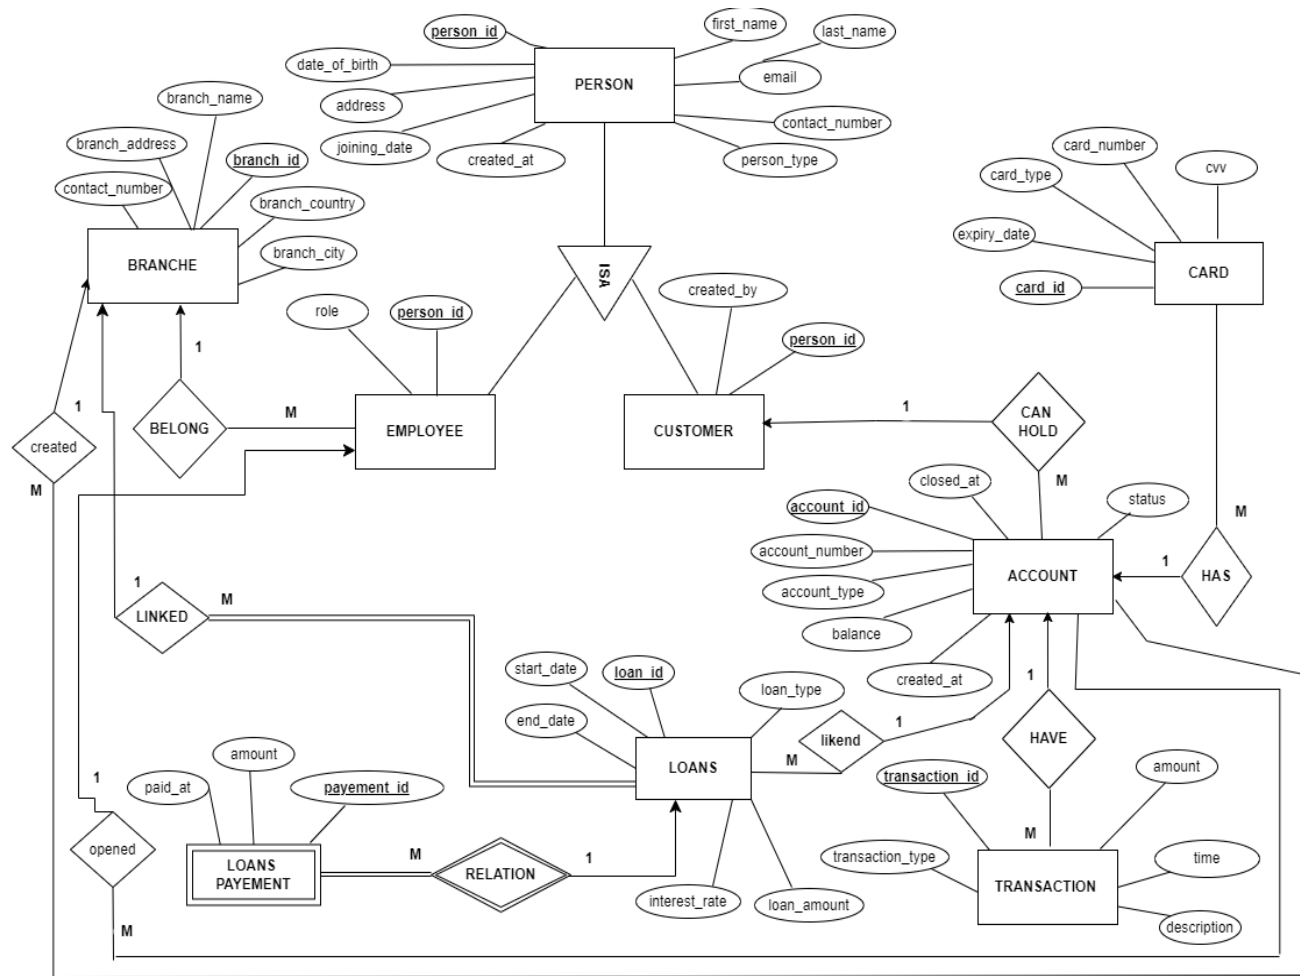 person_id
first_name
last_name
date_of_birth
PERSON
email
branch_name
address
contact_number
branch_address
joining_date
created_at
person_type
card_number
branch_id
card_type
cvv
contact_number
branch_country
expiry_date
BRANCHE
branch_city
ISA
CARD
created_by
card_id
role
person_id
person_id
1
1
M
1
CAN
HOLD
BELONG
EMPLOYEE
CUSTOMER
created
M
closed_at
M
account_id
status
M
account_number
1
ACCOUNT
HAS
1
M
account_type
LINKED
balance
start_date
loan_id
created_at
1
loan_type
end_date
1
likend
HAVE
amount
LOANS
M
transaction_id
amount
1
paid_at
payment_id
M
opened
M
1
transaction_type
time
LOANS
PAYEMENT
RELATION
TRANSACTION
interest_rate
loan_amount
M
description